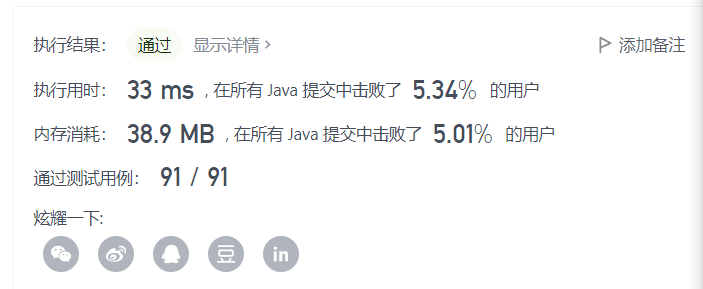 执行结果： 通过 显示详情 > 添加备注
执行用时： 33 ms , 在所有 Java 提交中击败了 5.34% 的用户
内存消耗： 38.9 MB , 在所有 Java 提交中击败了 5.01% 的用户
通过测试用例： 91 / 91
炫耀一下:
豆 in